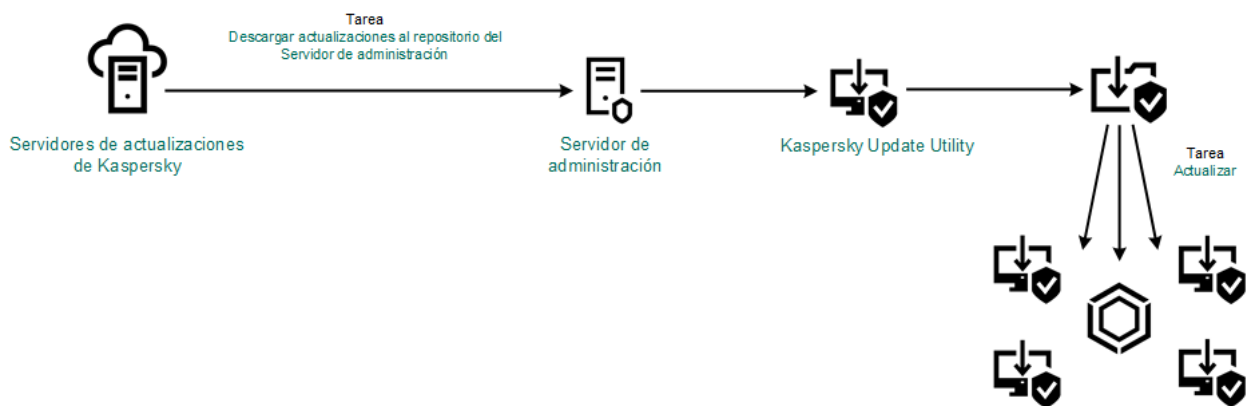 Tarea
Descargar actualizaciones al repositorio del
Servidor de administración
Servidores de actualizaciones
de Kaspersky
Servidor de
administración
Kaspersky Update Utility
Tarea
Actualizar